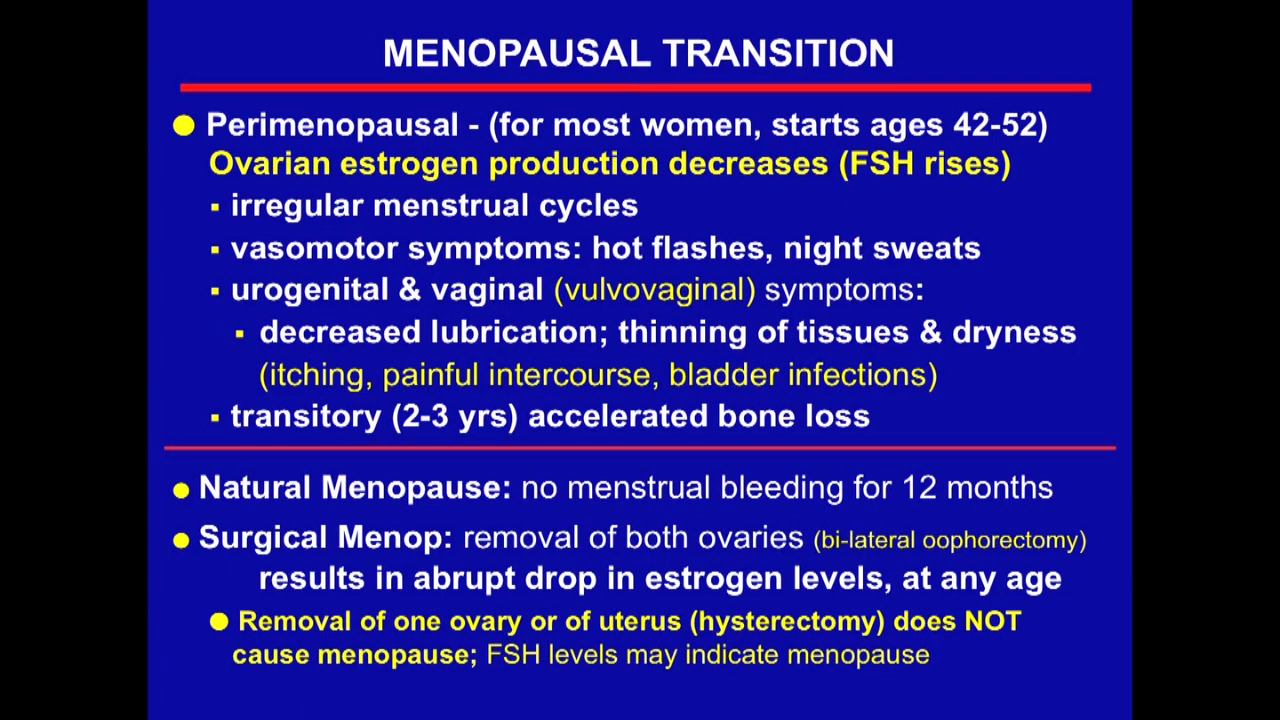 MENOPAUSAL TRANSITION
Perimenopausal - (for most women, starts ages 42-52)
Ovarian estrogen production decreases (FSH rises)
irregular menstrual cycles
vasomotor symptoms: hot flashes, night sweats
urogenital & vaginal (vulvovaginal) symptoms:
decreased lubrication; thinning of tissues & dryness
(itching, painful intercourse, bladder infections)
transitory (2-3 yrs) accelerated bone loss
Natural Menopause: no menstrual bleeding for 12 months
Surgical Menop: removal of both ovaries (bi-lateral oophorectomy)
results in abrupt drop in estrogen levels, at any age
Removal of one ovary or of uterus (hysterectomy) does NOT
cause menopause; FSH levels may indicate menopause